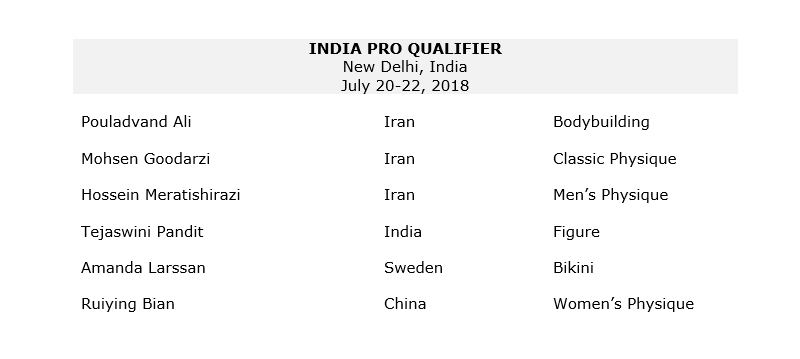 INDIA PRO QUALIFIER
New Delhi, India
July 20-22, 2018
Pouladvand Ali Iran Bodybuilding
Mohsen Goodarzi Iran Classic Physique
Hossein Meratishirazi Iran Men’s Physique
Tejaswini Pandit India Figure
Amanda Larssan Sweden Bikini
Ruiying Bian China Women’s Physique